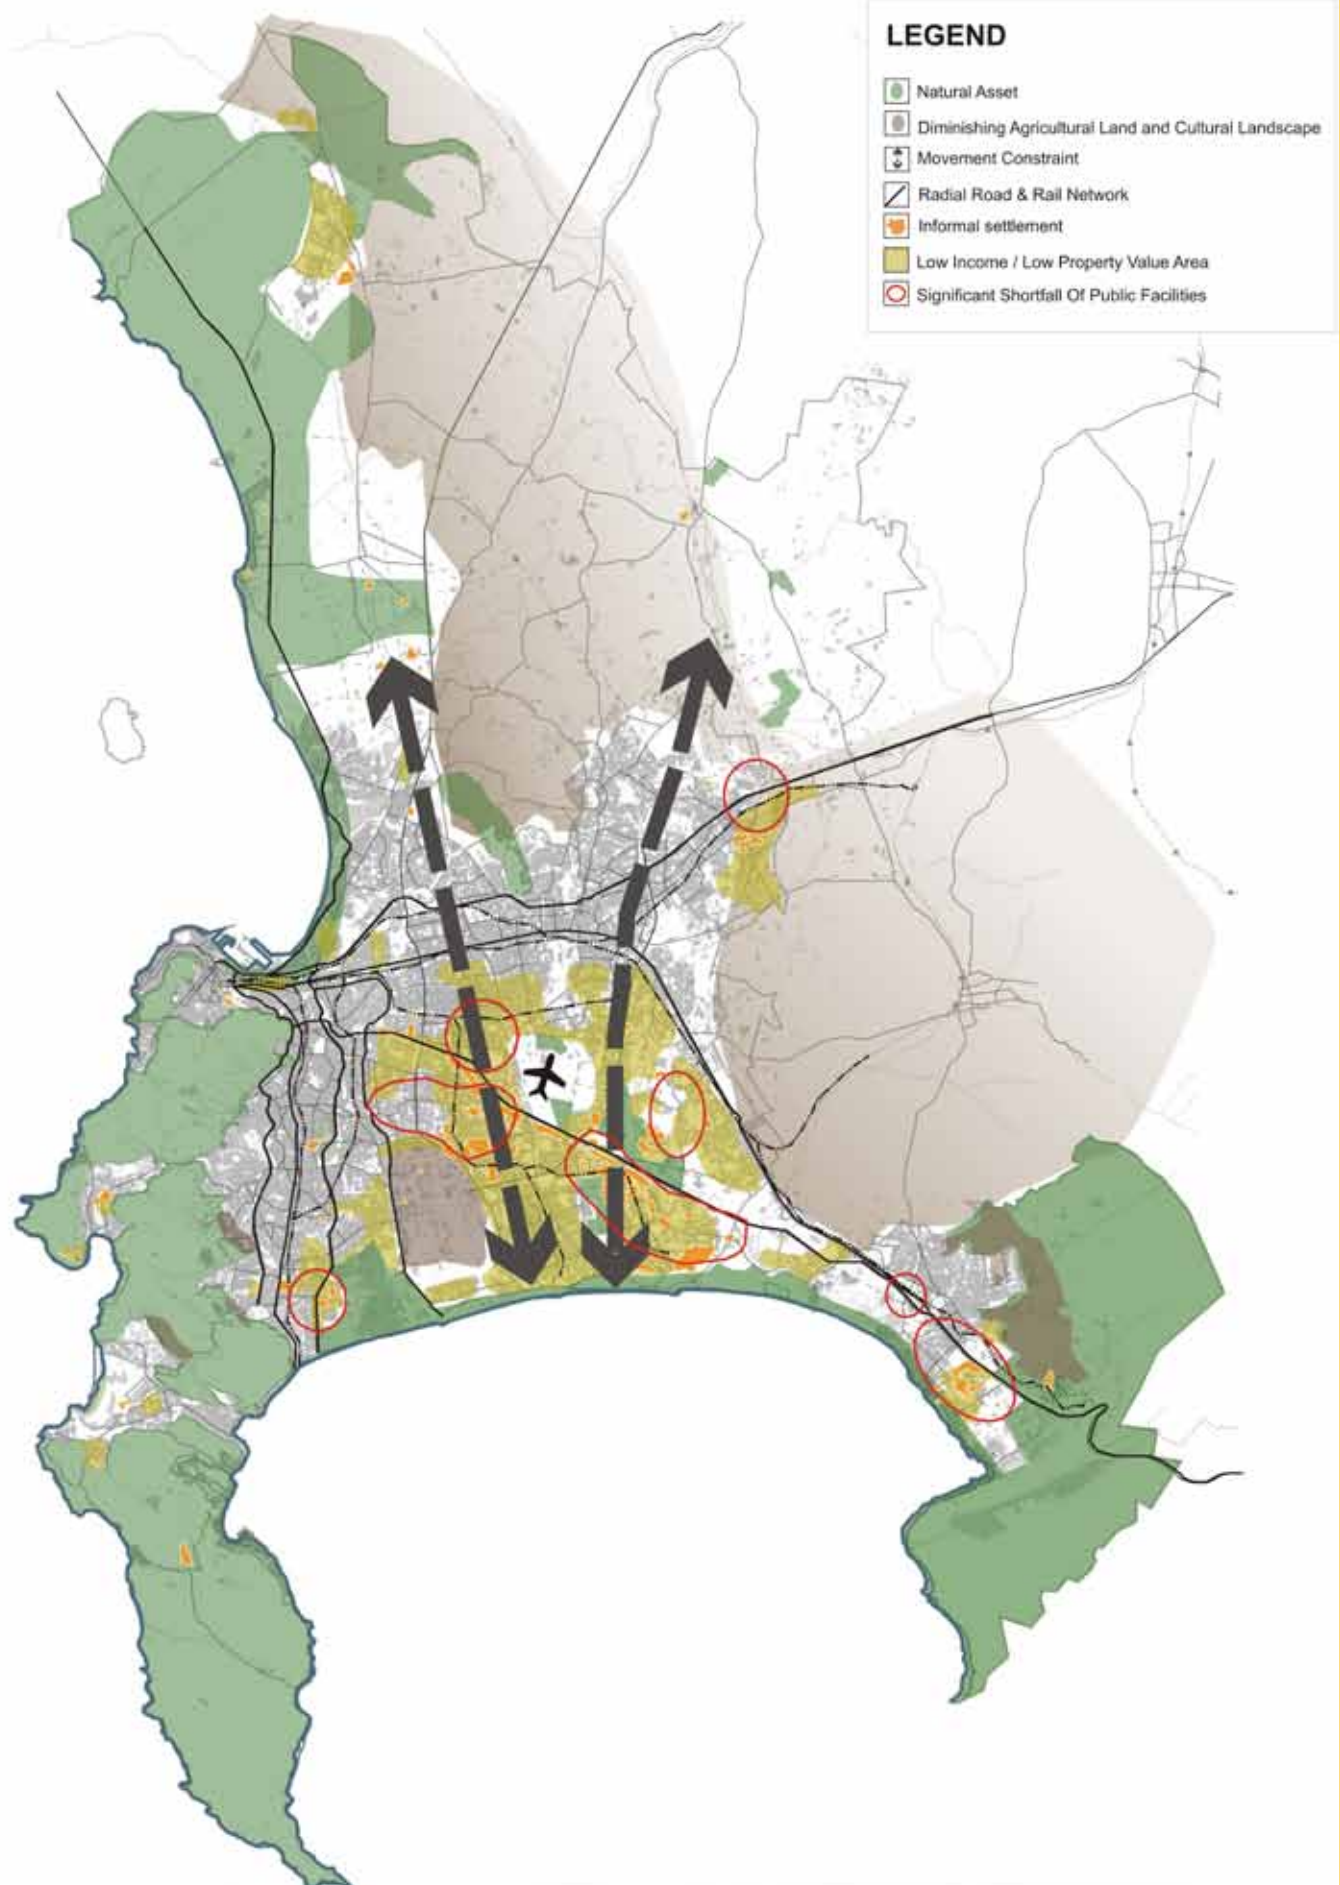 LEGEND
Natural Asset
Diminishing Agricultural Land and Cultural Landscape
Movement Constraint
Radial Road & Rail Network
Informal settlement
Low Income / Low Property Value Area
Significant Shortfall Of Public Facilities